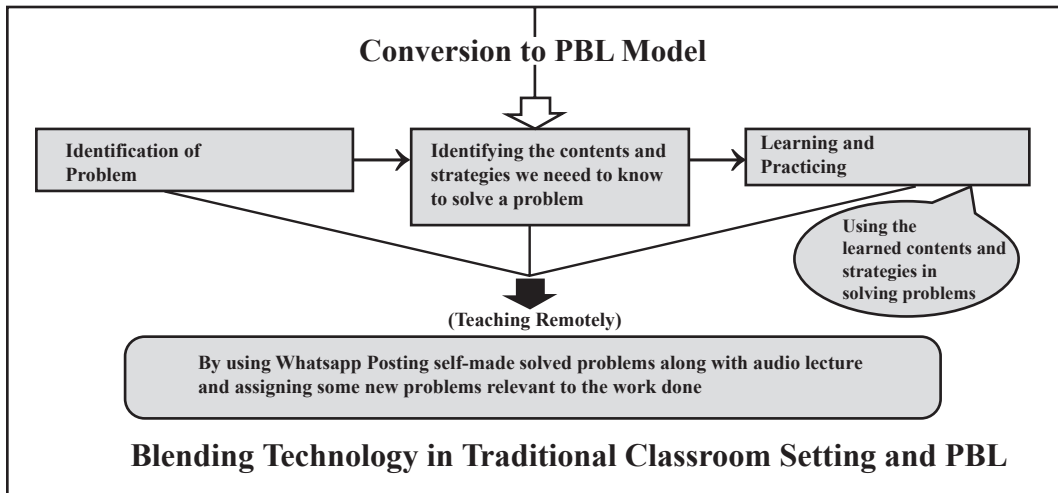 Conversion to PBL Model
Identification of
Problem
Identifying the contents and
strategies we neeed to know
to solve a problem
Learning and
Practicing
Using the
learned contents and
strategies in
solving problems
(Teaching Remotely)
By using Whatsapp Posting self-made solved problems along with audio lecture
and assigning some new problems relevant to the work done
Blending Technology in Traditional Classroom Setting and PBL